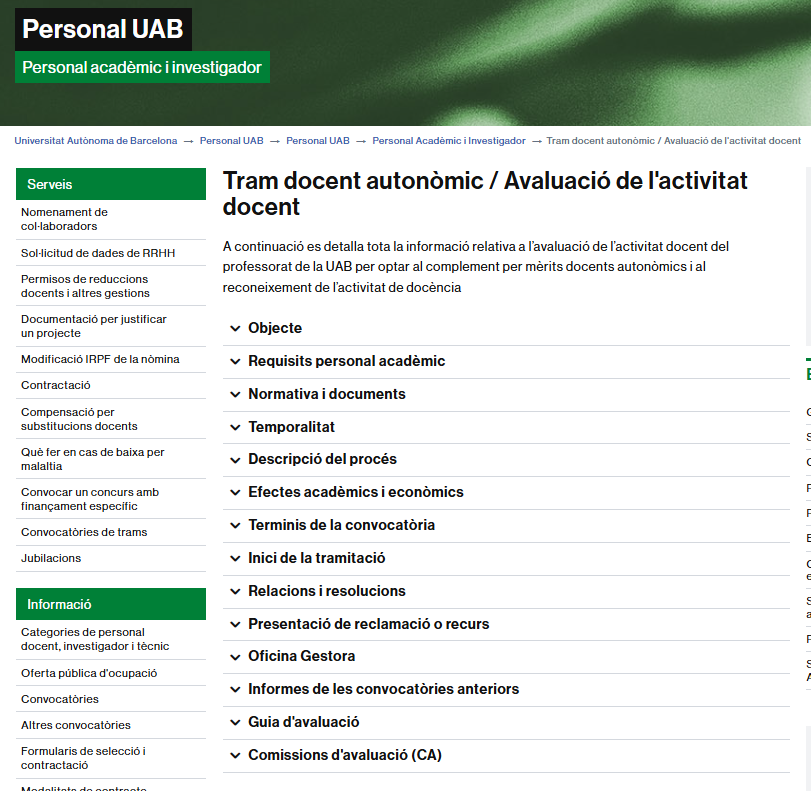 Personal UAB
Personal acadèmic i investigador
Universitat Autònoma de Barcelona → Personal UAB → Personal UAB → Personal Acadèmic i Investigador → Tram docent autonòmic / Avaluació de l'activitat docent
Serveis
Nomenament de
col·laboradors
Sol·licitud de dades de RRHH
Permisos de reduccions
docents i altres gestions
Documentació per justificar
un projecte
Modificació IRPF de la nòmina
Contractació
Compensació per
substitucions docents
Què fer en cas de baixa per
malaltia
Convocar un concurs amb
finançament específic
Convocatòries de trams
Jubilacions
Informació
Categories de personal
docent, investigador i tècnic
Oferta pública d'ocupació
Convocatòries
Altres convocatòries
Formularis de selecció i
contractació
Modalitats de contracte
Tram docent autonòmic / Avaluació de l'activitat
docent
A continuació es detalla tota la informació relativa a l’avaluació de l’activitat docent del
professorat de la UAB per optar al complement per mèrits docents autonòmics i al
reconeixement de l’activitat de docència
Objecte
Requisits personal acadèmic
Normativa i documents
Temporalitat
Descripció del procés
Efectes acadèmics i econòmics
Terminis de la convocatòria
Inici de la tramitació
Relacions i resolucions
Presentació de reclamació o recurs
Oficina Gestora
Informes de les convocatòries anteriors
Guia d'avaluació
Comissions d'avaluació (CA)